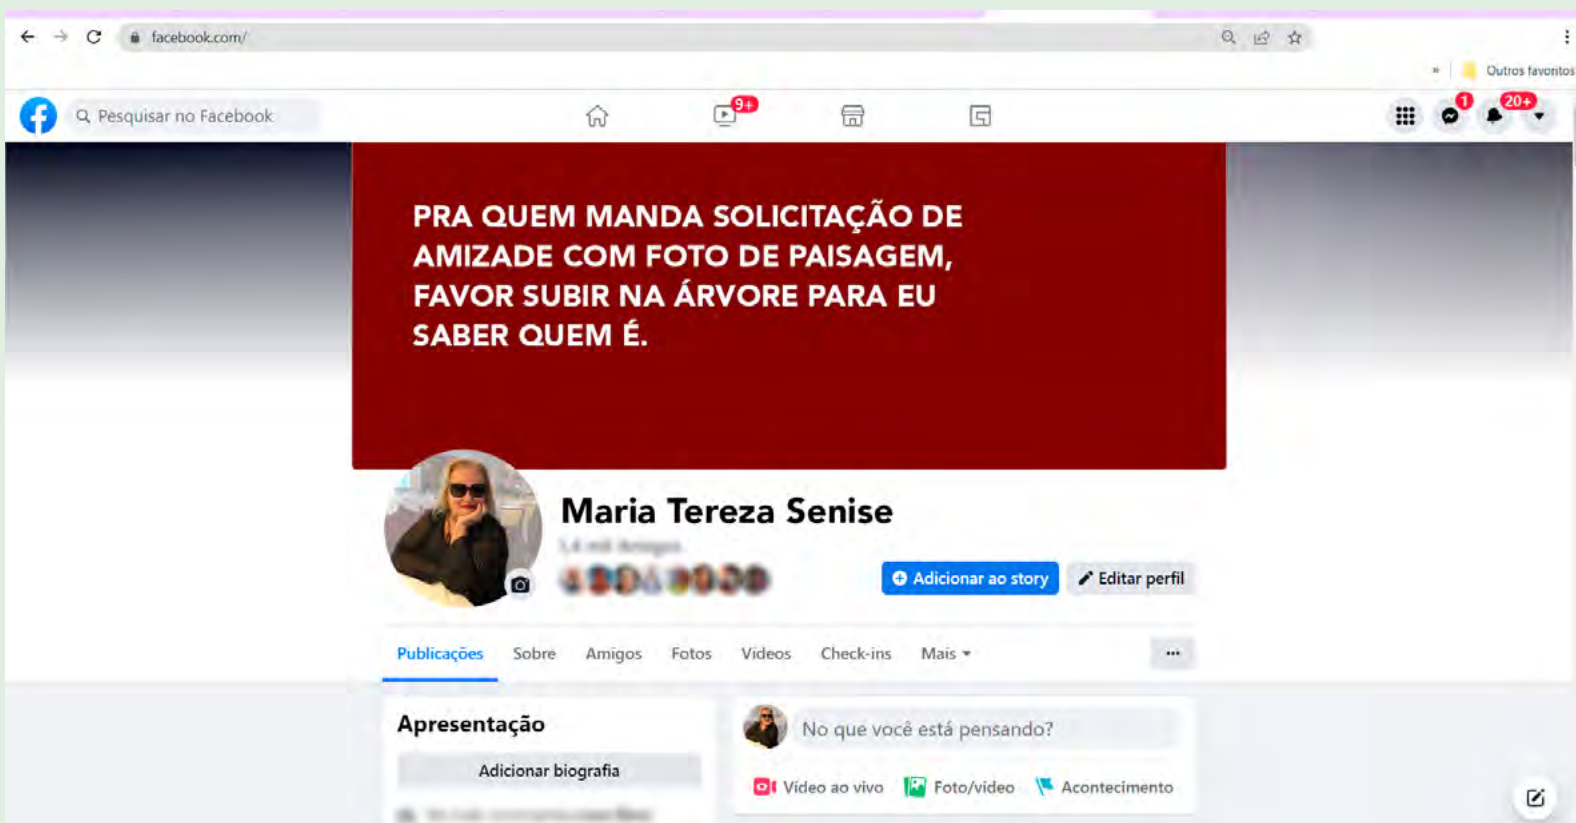 facebook.com/
» Outros favoritos
Pesquisar no Facebook
9+
1
20+
PRA QUEM MANDA SOLICITAÇÃO DE
AMIZADE COM FOTO DE PAISAGEM,
FAVOR SUBIR NA ÁRVORE PARA EU
SABER QUEM É.
Maria Tereza Senise
Adicionar ao story
Editar perfil
Publicações Sobre Amigos Fotos Vídeos Check-ins Mais
Apresentação
No que você está pensando?
Adicionar biografia
Vídeo ao vivo Foto/vídeo Acontecimento